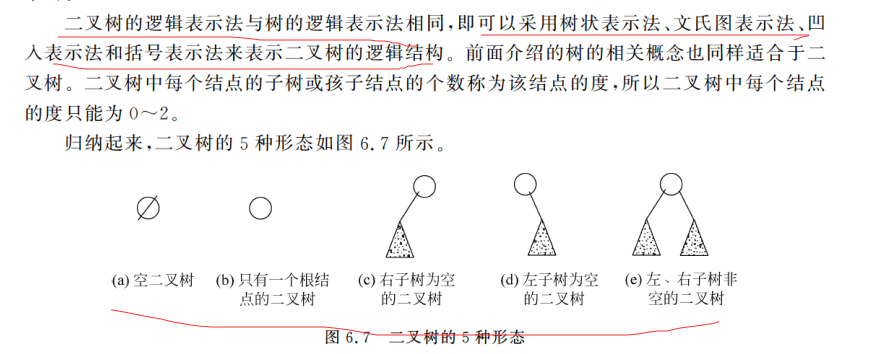 二叉树的逻辑表示法与树的逻辑表示法相同,即可以采用树状表示法、文氏图表示法、凹
入表示法和括号表示法来表示二叉树的逻辑结构。前面介绍的树的相关概念也同样适合于二
叉树。二叉树中每个结点的子树或孩子结点的个数称为该结点的度,所以二叉树中每个结点
的度只能为 0～2。
归纳起来,二叉树的 5 种形态如图 6.7 所示。
(a) 空二叉树
(b) 只有一个根结
点的二叉树
(c) 右子树为空
的二叉树
(d) 左子树为空
的二叉树
(e) 左、右子树非
空的二叉树
图 6.7 二叉树的 5 种形态